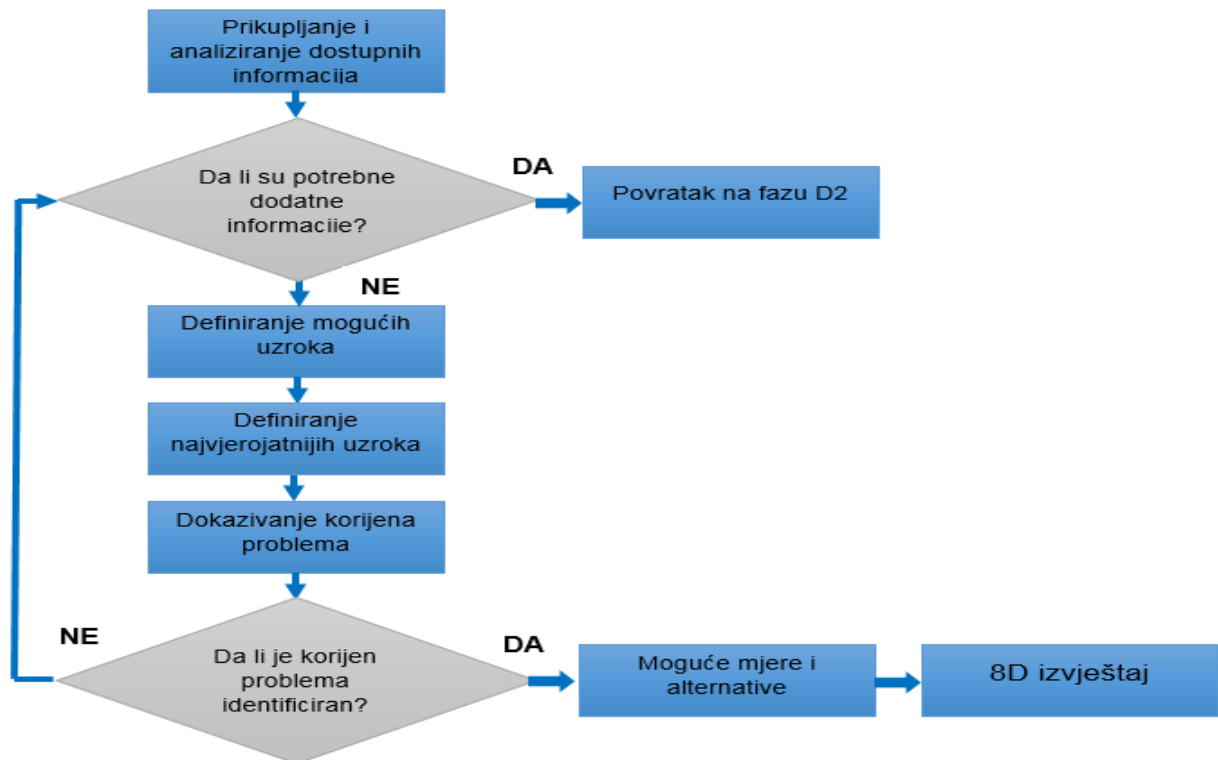 Prikupljanje i
analiziranje dostupnih
informacija
Da li su potrebne
dodatne
informacije?
DA
Povratak na fazu D2
NE
Definiranje mogućih
uzroka
Definiranje
najvjerojatnijih uzroka
Dokazivanje korijena
problema
NE
Da li je korijen
problema
identificiran?
DA
Moguće mjere i
alternative
8D izvještaj